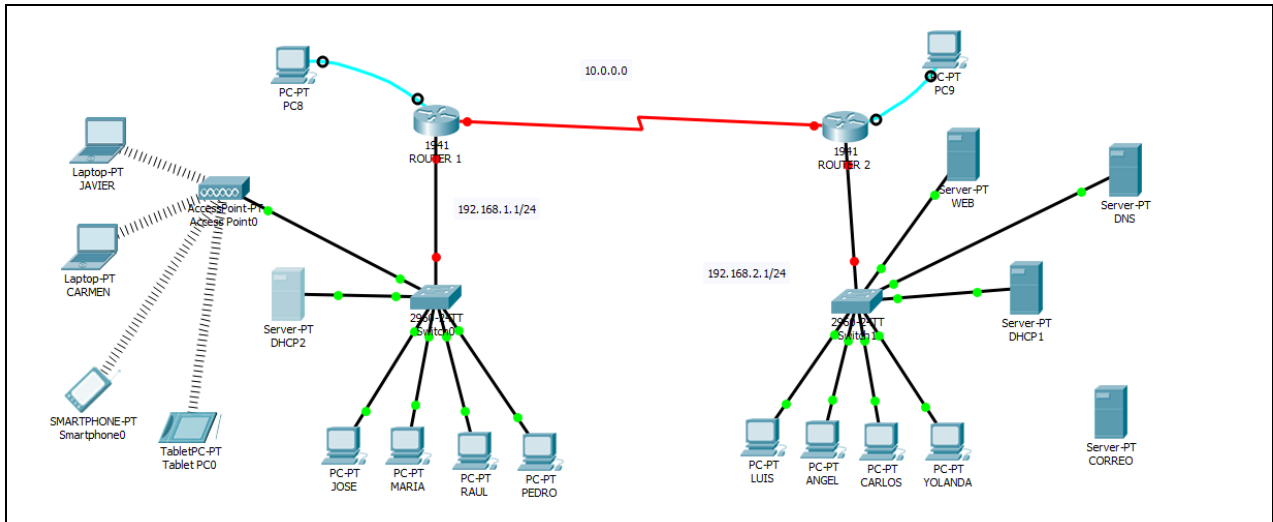 PC-PT
PC8
10.0.0.0
PC-PT
PC9
1941
ROUTER 1
1941
ROUTER 2
Laptop-PT
JAVIER
AccessPoint-PT
Access Point0
192.168.1.1/24
Server-PT
WEB
Server-PT
DNS
Laptop-PT
CARMEN
192.168.2.1/24
Server-PT
DHCP2
2960-24TT
Switch0
2960-24TT
Switch1
Server-PT
DHCP1
SMARTPHONE-PT
Smartphone0
TabletPC-PT
Tablet PC0
PC-PT
JOSE
PC-PT
MARIA
PC-PT
RAUL
PC-PT
PEDRO
PC-PT
LUIS
PC-PT
ANGEL
PC-PT
CARLOS
PC-PT
YOLANDA
Server-PT
CORREO